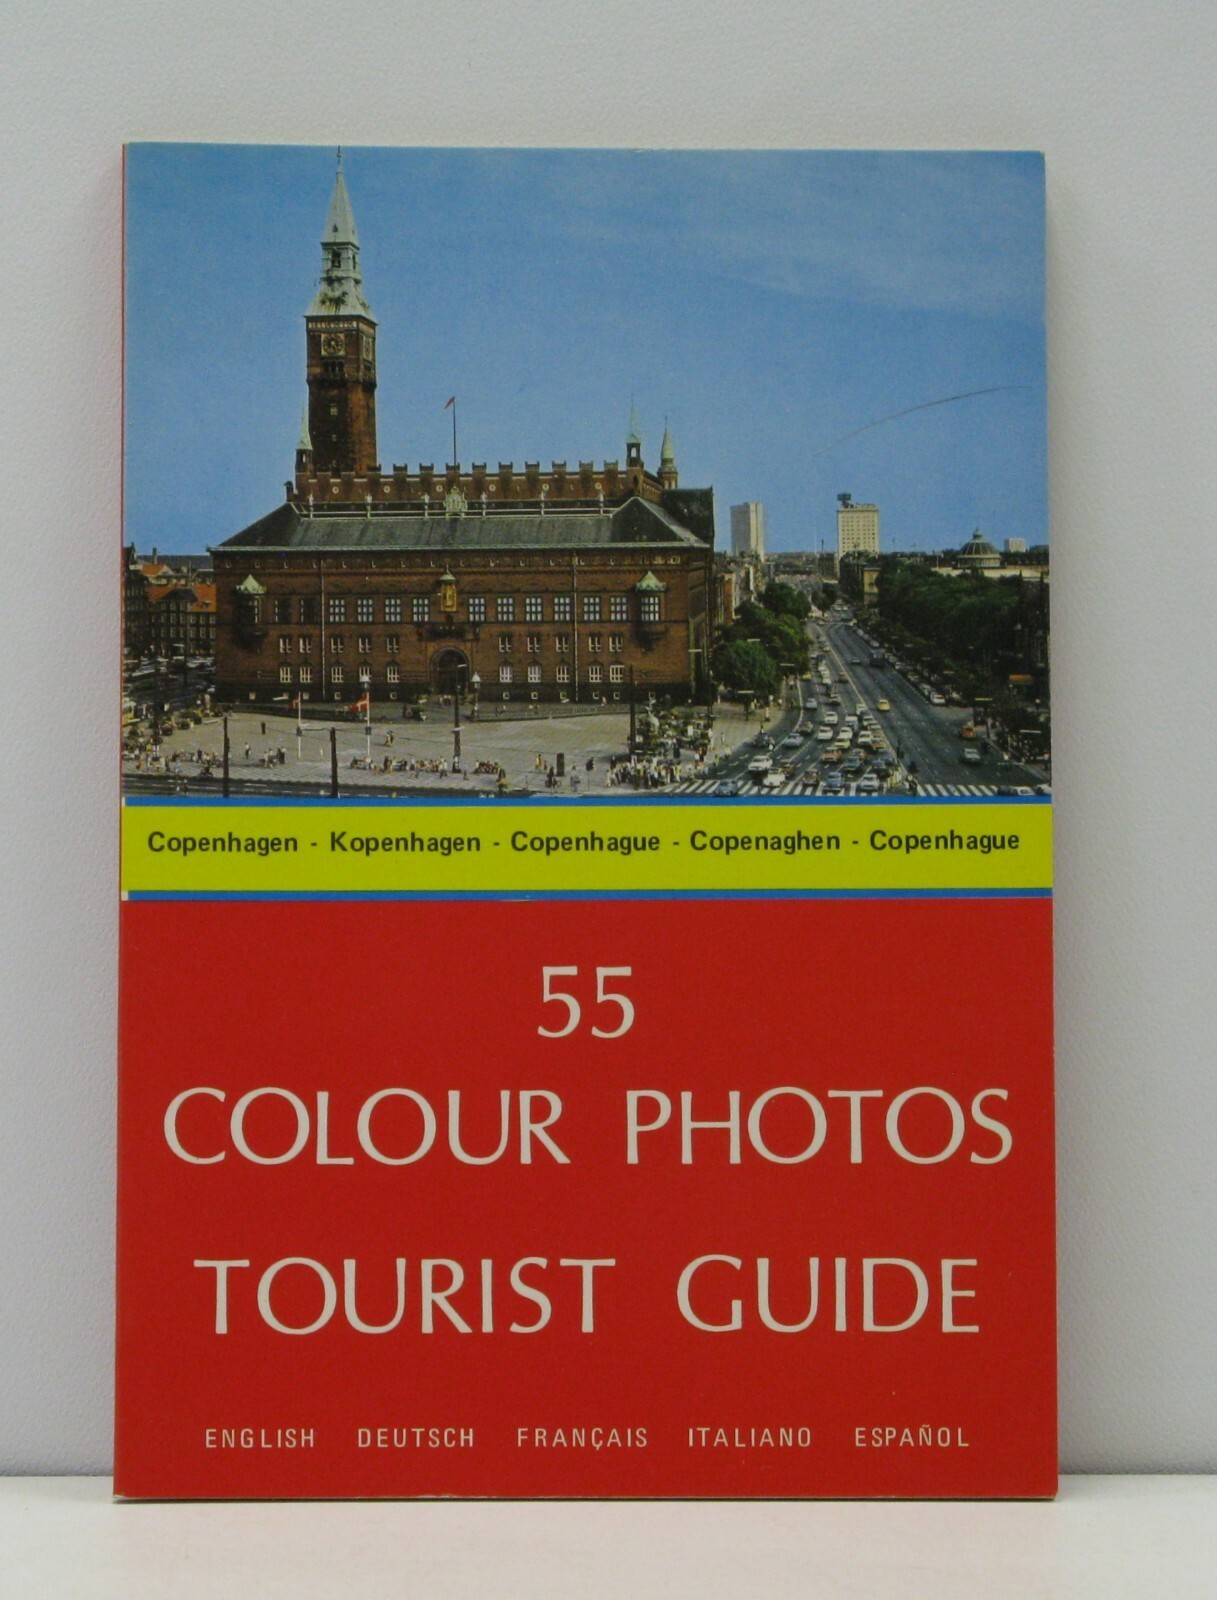 Copenhagen - Kopenhagen - Copenhague - Copenaghen - Copenhague
55
COLOUR PHOTOS
TOURIST GUIDE
ENGLISH DEUTSCH FRANÇAIS ITALIANO ESPAÑOL